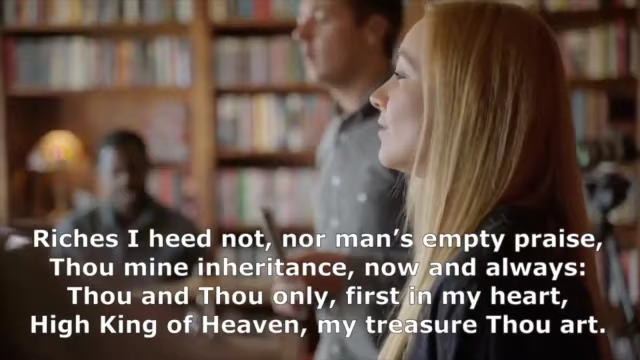 Riches I heed not, nor man’s empty praise,
Thou mine inheritance, now and always:
Thou and Thou only, first in my heart,
High King of Heaven, my treasure Thou art.